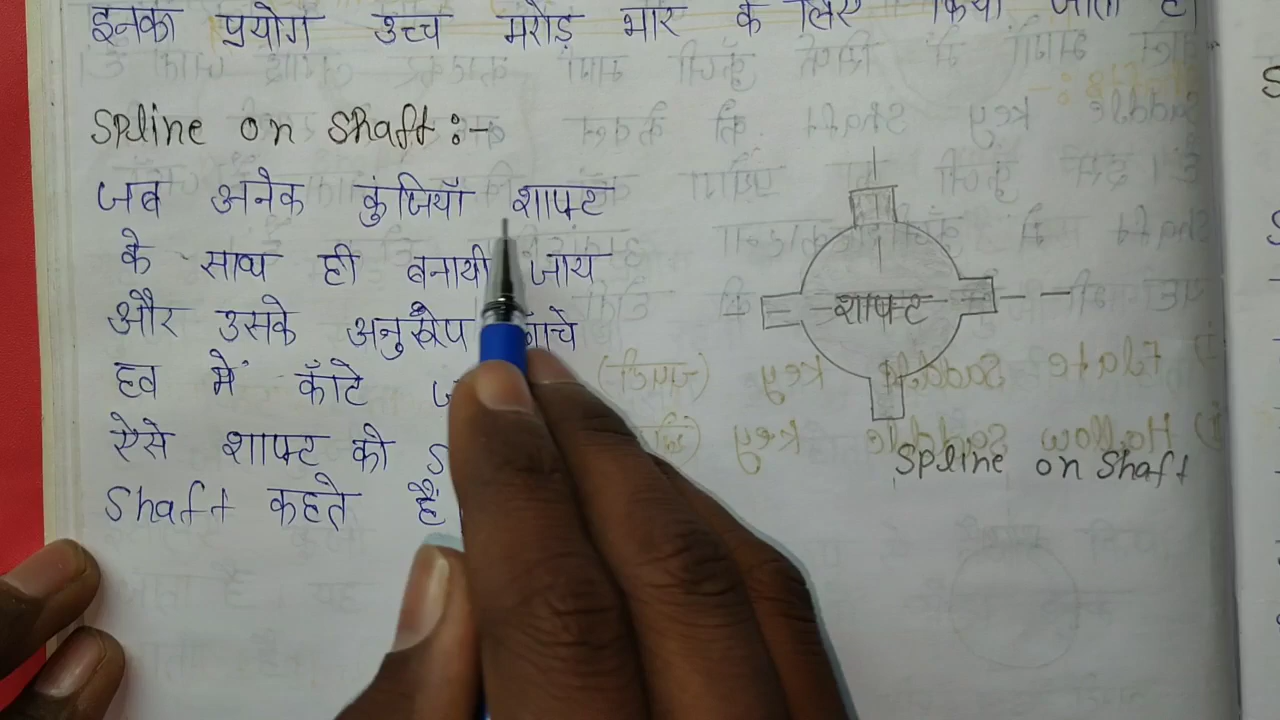 इनका प्रयोग उच्च मरोड़ भार के लिए किया जाता है।
Spline on Shaft :-
जब अनेक कुंजियाँ शाफ्ट
के साथ ही बनायी जाय
और उसके अनुरूप खाँचे
हव में काँटे
ऐसे शाफ्ट को
Shaft कहते हैं
शाफ्ट
Spline on Shaft